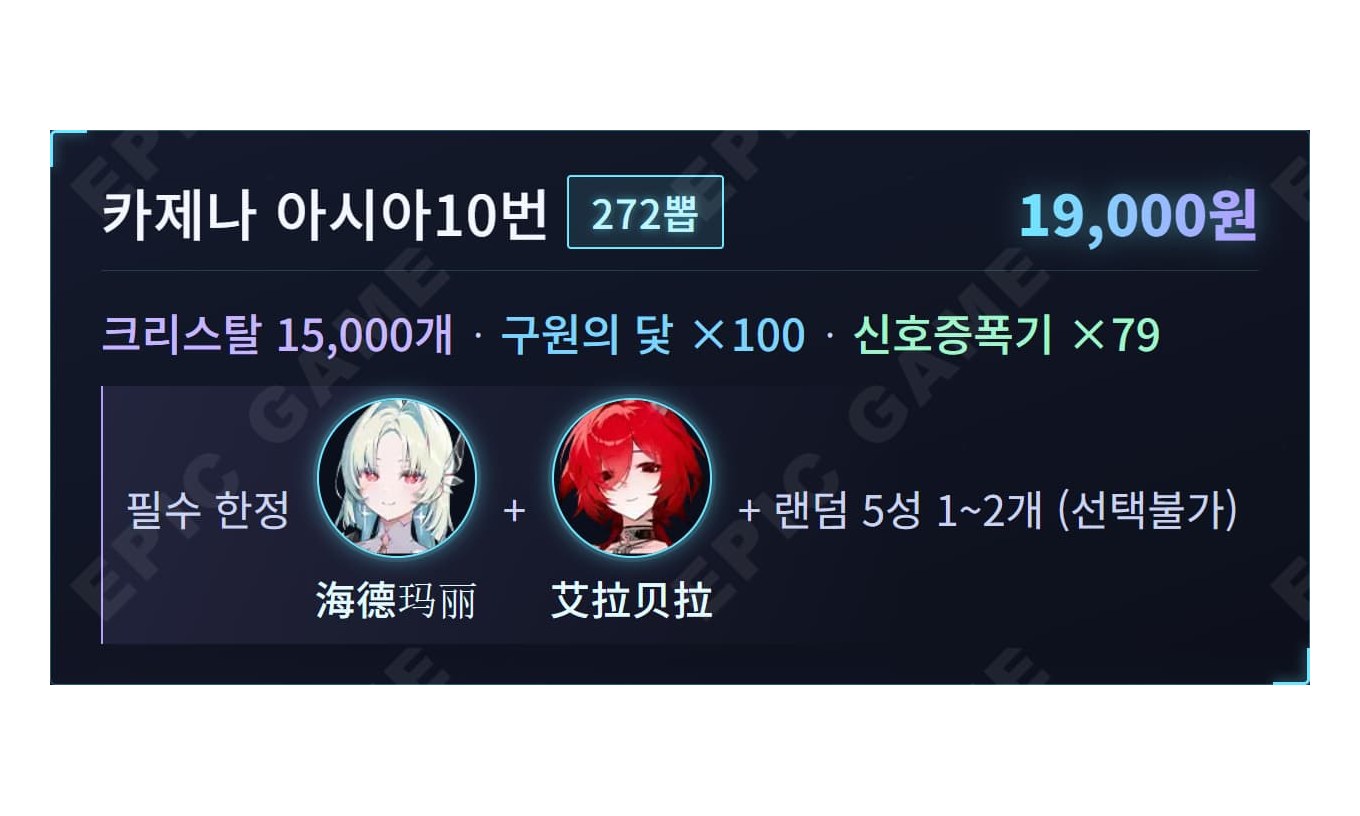 카제나 아시아10번 272뽑 19,000원
크리스탈 15,000개 · 구원의 닻 ×100 · 신호증폭기 ×79
필수 한정 + + 랜덤 5성 1~2개 (선택불가)
海德玛丽 艾拉贝拉
EPIC GAME